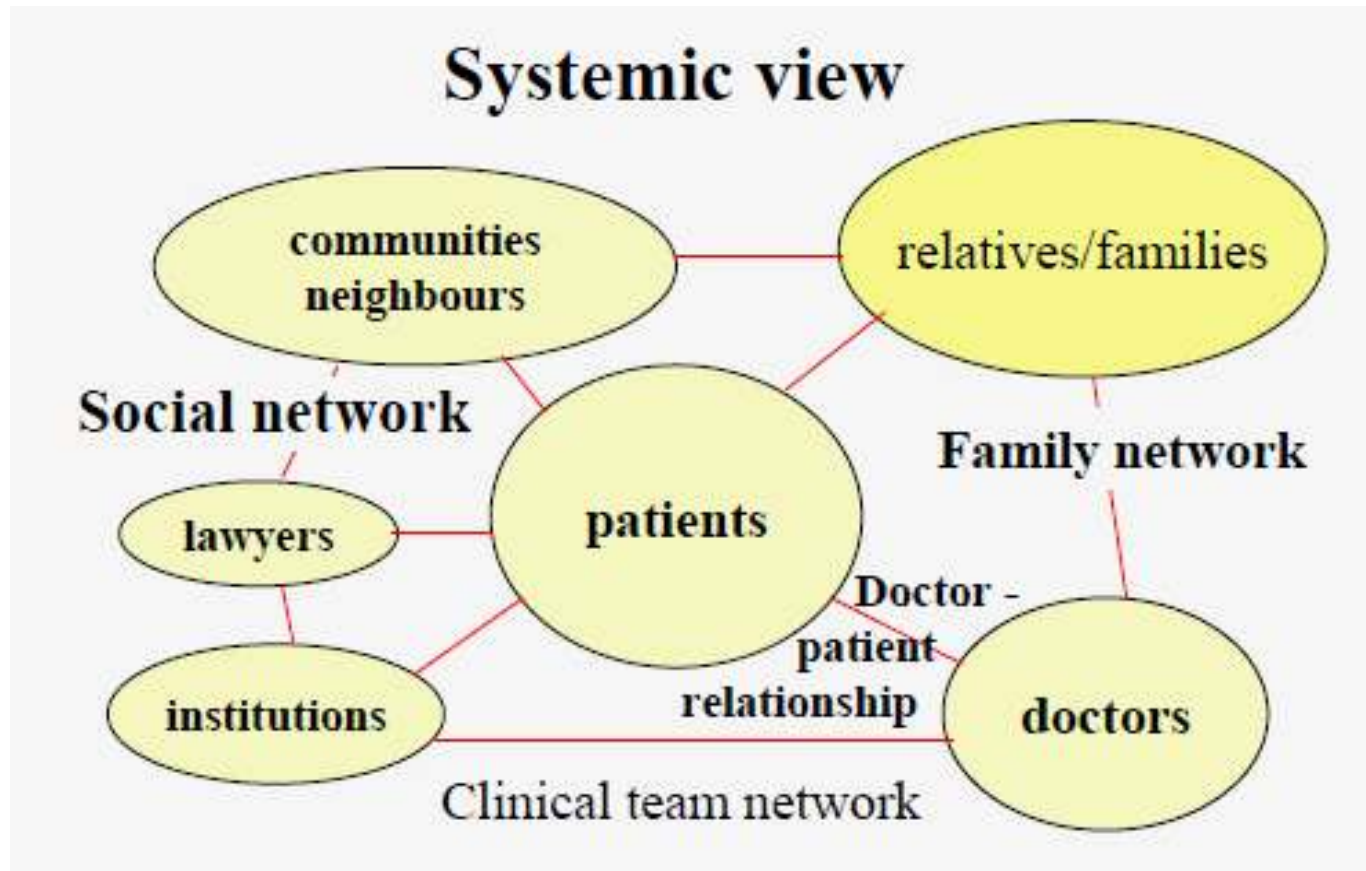 Systemic view
communities
neighbours
relatives/families
Social network
Family network
lawyers
patients
Doctor -
patient
relationship
institutions
doctors
Clinical team network